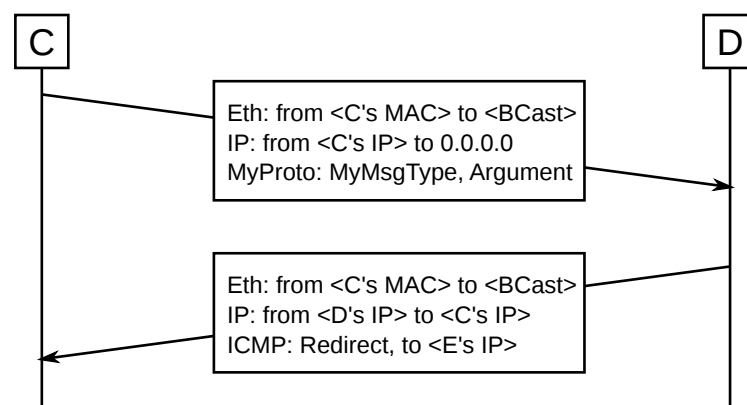 C
D
Eth: from <C's MAC> to <BCast>
IP: from <C's IP> to 0.0.0.0
MyProto: MyMsgType, Argument
Eth: from <C's MAC> to <BCast>
IP: from <D's IP> to <C's IP>
ICMP: Redirect, to <E's IP>